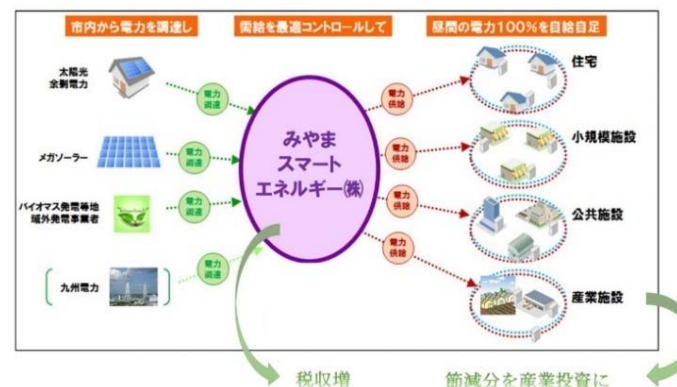 市内から電力を調達し
需給を最適コントロールして
昼間の電力100%を自給自足
太陽光
余剰電力
メガソーラー
バイオマス発電等地
域外発電事業者
九州電力
電力
調達
電力
調達
電力
調達
電力
調達
みやま
スマート
エネルギー㈱
電力
供給
電力
供給
電力
供給
電力
供給
住宅
小規模施設
公共施設
産業施設
税収増
節減分を産業投資に